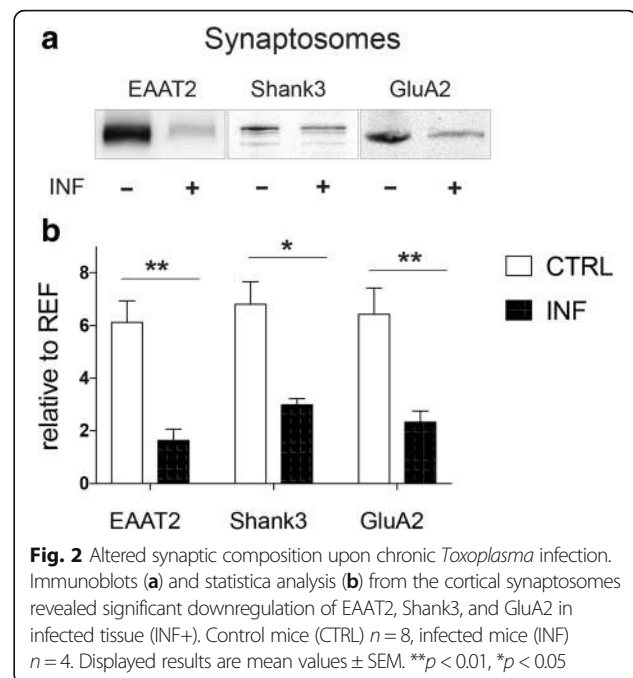 a Synaptosomes
EAAT2 Shank3 GluA2
INF – + – + – +
b
8
6
4
2
0
relative to REF
** * **
CTRL
INF
EAAT2 Shank3 GluA2
Fig. 2 Altered synaptic composition upon chronic Toxoplasma infection.
Immunoblots (a) and statistica analysis (b) from the cortical synaptosomes
revealed significant downregulation of EAAT2, Shank3, and GluA2 in
infected tissue (INF+). Control mice (CTRL) n = 8, infected mice (INF)
n = 4. Displayed results are mean values ± SEM. **p < 0.01, *p < 0.05